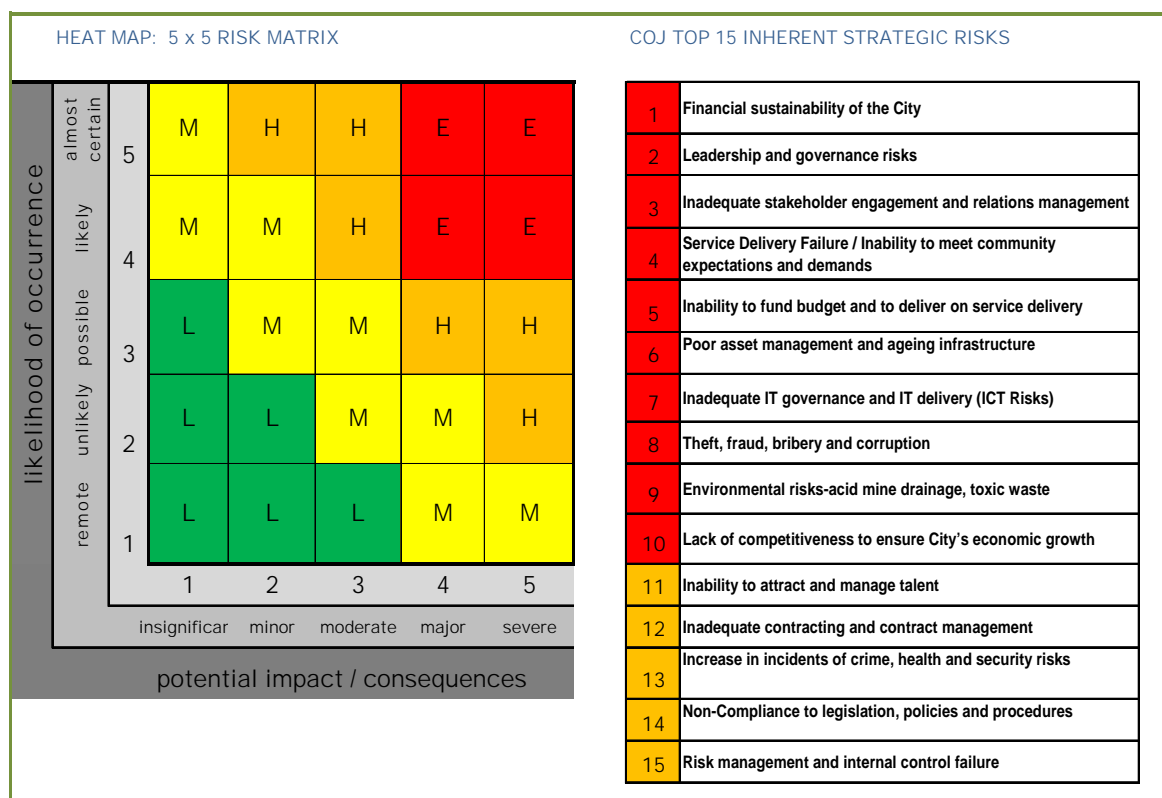 HEAT MAP: 5 x 5 RISK MATRIX
likelihood of occurrence
almost
certain
5
M H H E E
likely
4
M M H E E
possible
3
L M M H H
unlikely
2
L L M M H
remote
1
L L L M M
1 2 3 4 5
insignificar minor moderate major severe
potential impact / consequences
COJ TOP 15 INHERENT STRATEGIC RISKS
1 Financial sustainability of the City
2 Leadership and governance risks
3 Inadequate stakeholder engagement and relations management
4 Service Delivery Failure / Inability to meet community
expectations and demands
5 Inability to fund budget and to deliver on service delivery
6 Poor asset management and ageing infrastructure
7 Inadequate IT governance and IT delivery (ICT Risks)
8 Theft, fraud, bribery and corruption
9 Environmental risks-acid mine drainage, toxic waste
10 Lack of competitiveness to ensure City's economic growth
11 Inability to attract and manage talent
12 Inadequate contracting and contract management
13 Increase in incidents of crime, health and security risks
14 Non-Compliance to legislation, policies and procedures
15 Risk management and internal control failure